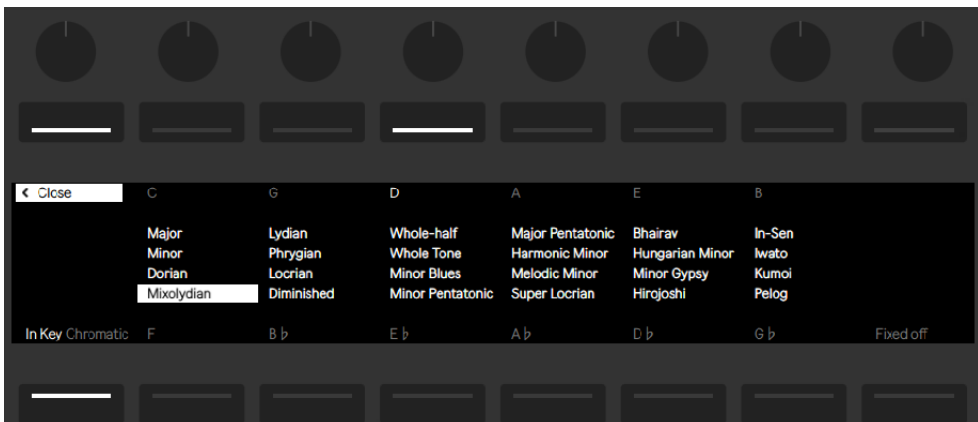 < Close C G D A E B
Major Lydian Whole-half Major Pentatonic Bhairav In-Sen
Minor Phrygian Whole Tone Harmonic Minor Hungarian Minor Iwato
Dorian Locrian Minor Blues Melodic Minor Minor Gypsy Kumoi
Mixolydian Diminished Minor Pentatonic Super Locrian Hirojoshi Pelog
In Key Chromatic F B♭ E♭ A♭ D♭ G♭ Fixed off